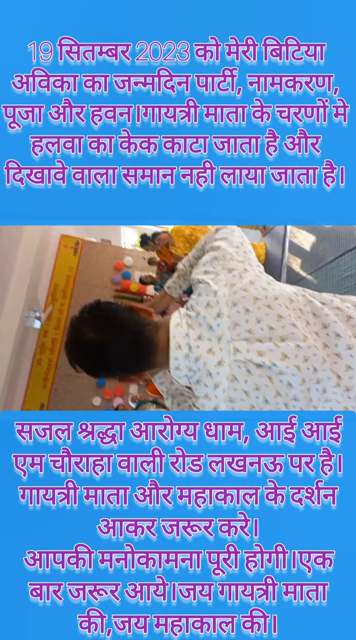 19 सितम्बर 2023 को मेरी बिटिया
अविका का जन्मदिन पार्टी, नामकरण,
पूजा और हवन।गायत्री माता के चरणों मे
हलवा का केक काटा जाता है और
दिखावे वाला समान नही लाया जाता है।
सजल श्रद्धा आरोग्य धाम, आई आई
एम चौराहा वाली रोड लखनऊ पर है।
गायत्री माता और महाकाल के दर्शन
आकर जरूर करे।
आपकी मनोकामना पूरी होगी।एक
बार जरूर आये।जय गायत्री माता
की,जय महाकाल की।